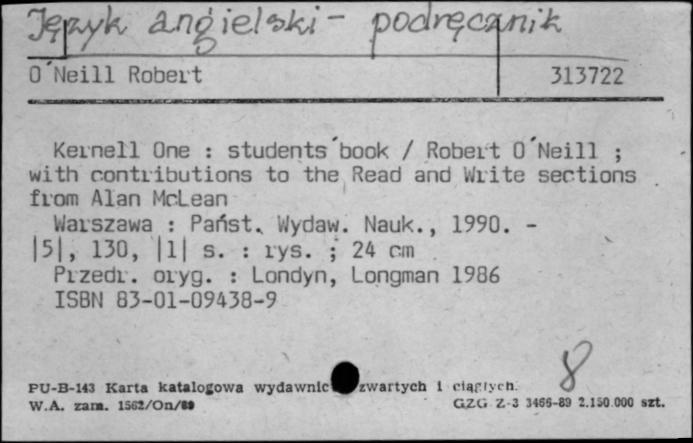 Język angielski - podręcznik
O'Neill Robert 313722
Kernell One : students'book / Robert O'Neill ;
with contributions to the Read and Write sections
from Alan McLean
Warszawa : Państ. Wydaw. Nauk., 1990. -
|5|, 130, |1| s. : rys. ; 24 cm
Przedr. oryg. : Londyn, Longman 1986
ISBN 83-01-09438-9
8
PU-B-143 Karta katalogowa wydawnic zwartych i ciągłych.
W.A. zam. 1562/On/89 GZG Z-3 3466-89 2.150.000 szt.